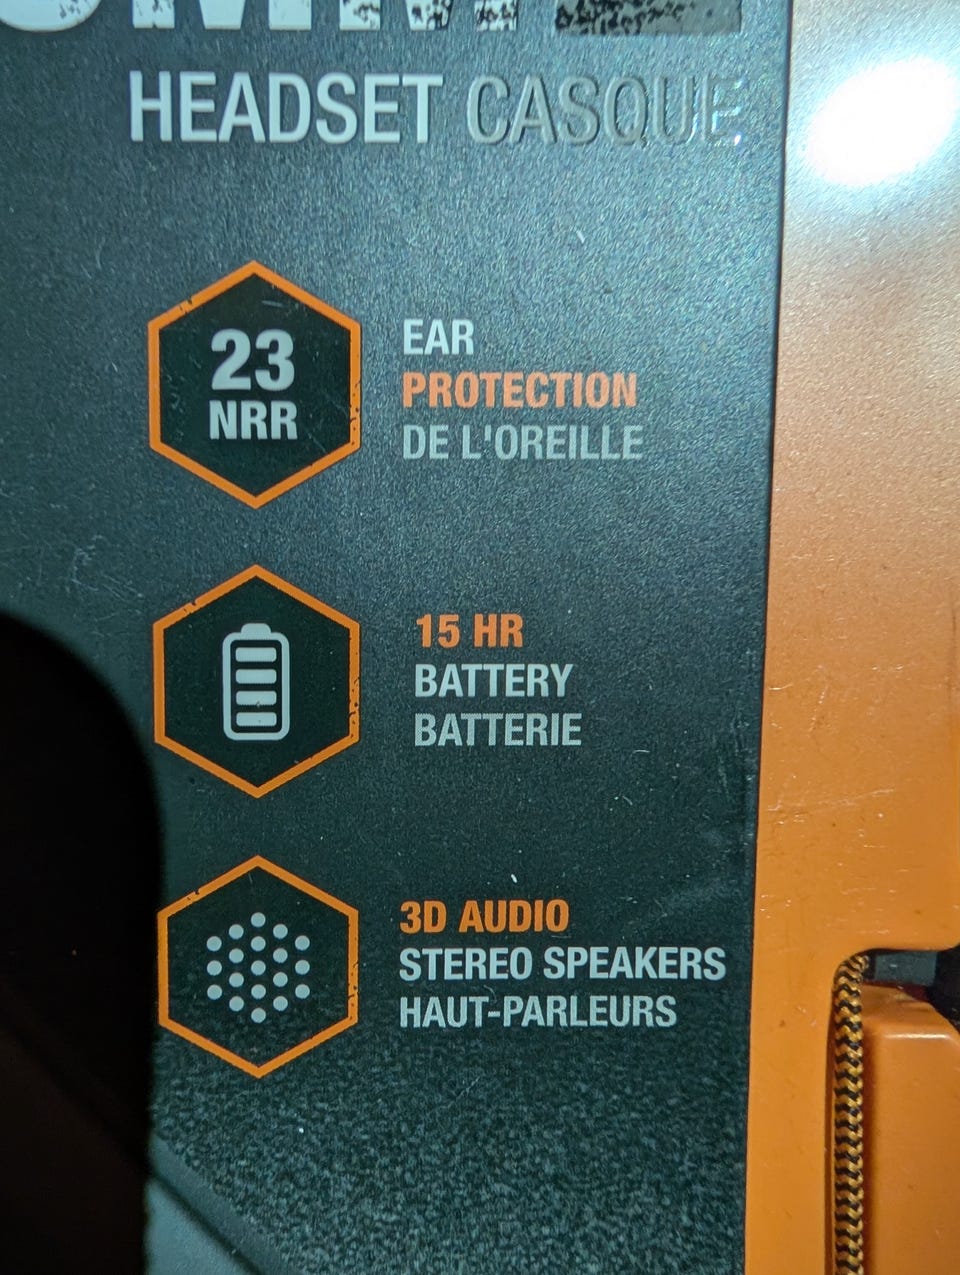 HEADSET CASQUE
23
NRR
EAR
PROTECTION
DE L'OREILLE
15 HR
BATTERY
BATTERIE
3D AUDIO
STEREO SPEAKERS
HAUT-PARLEURS